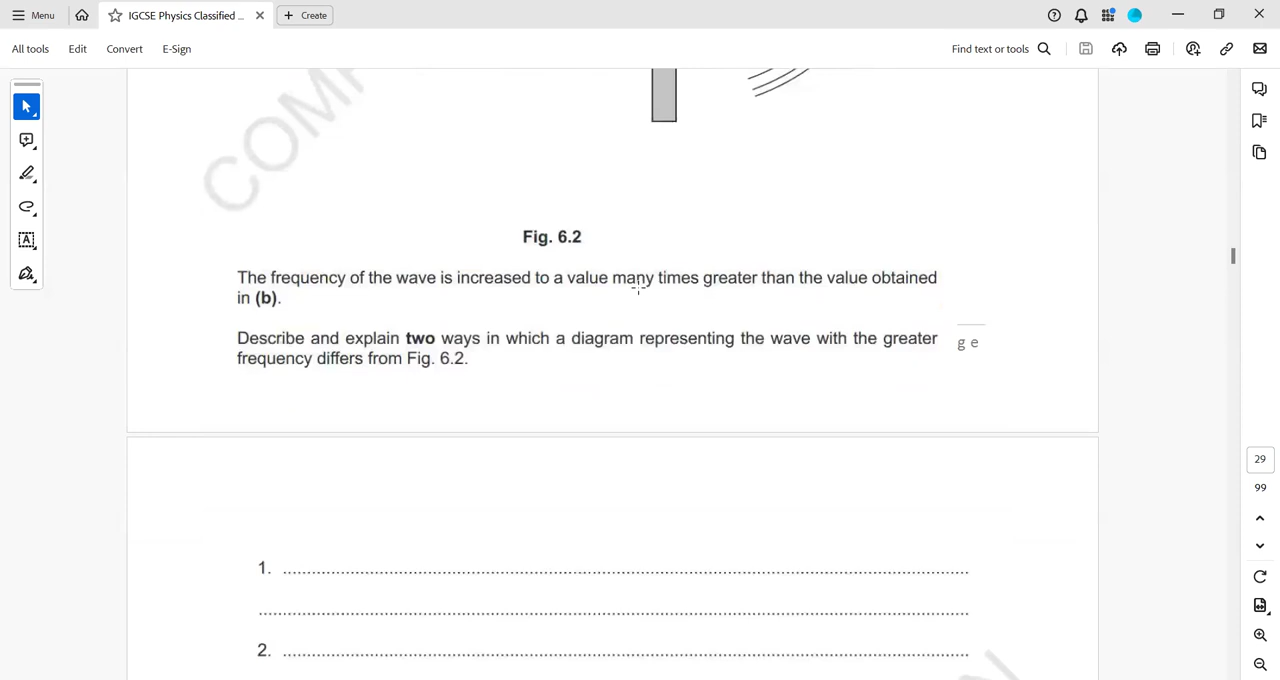 Menu
IGCSE Physics Classified ...
Create
All tools
Edit
Convert
E-Sign
Find text or tools
COM
Fig. 6.2
The frequency of the wave is increased to a value many times greater than the value obtained
in (b).
Describe and explain two ways in which a diagram representing the wave with the greater
frequency differs from Fig. 6.2.
g e
29
99
1.
2.